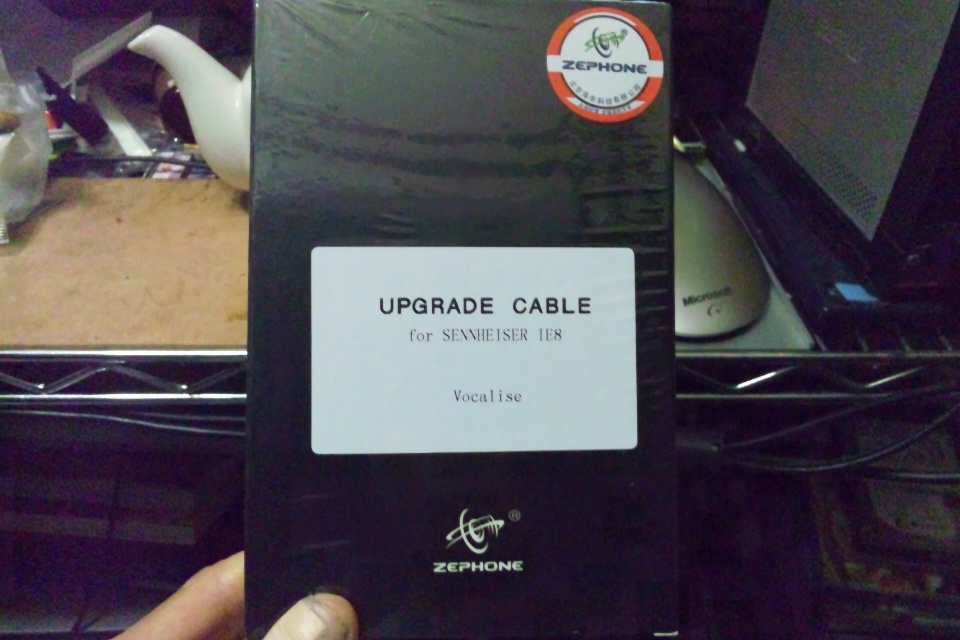 ZEPHONE
UPGRADE CABLE
for SENNHEISER IE8
Vocalise
Microsoft
®
ZEPHONE